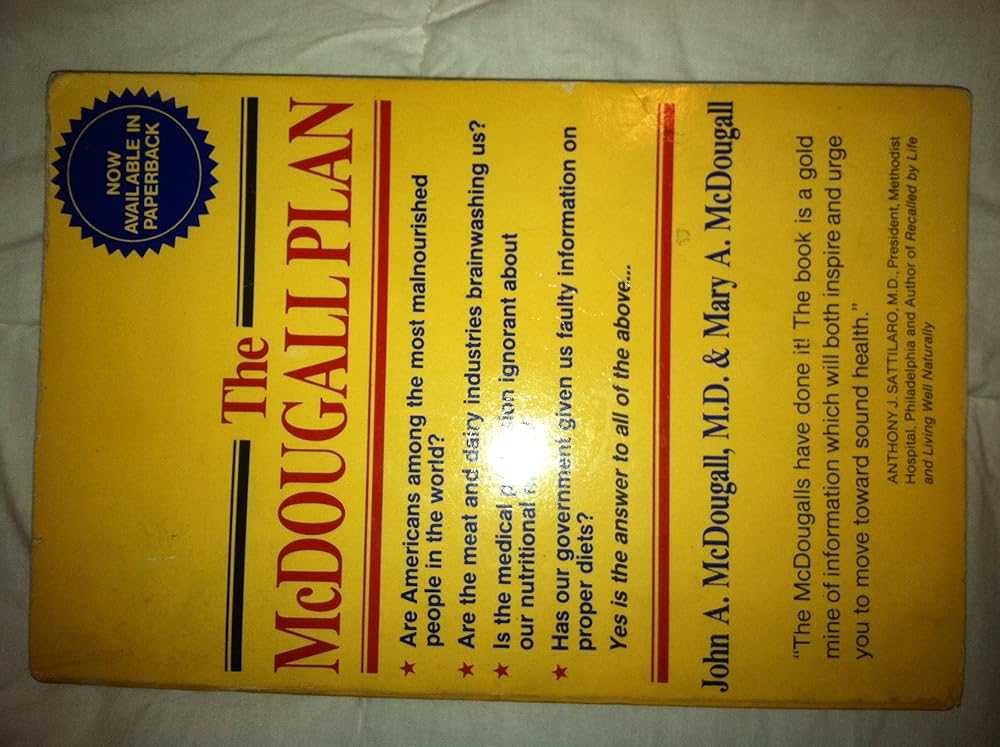 NOW
AVAILABLE IN
PAPERBACK
The
McDOUGALL PLAN
★ Are Americans among the most malnourished
people in the world?
★ Are the meat and dairy industries brainwashing us?
★ Is the medical ignorant about
our nutritional
★ Has our government given us faulty information on
proper diets?
Yes is the answer to all of the above...
John A. McDougall, M.D. & Mary A. McDougall
“The McDougalls have done it! The book is a gold
mine of information which will both inspire and urge
you to move toward sound health.”
ANTHONY J. SATTILARO, M.D., President, Methodist
Hospital, Philadelphia and Author of Recalled by Life
and Living Well Naturally